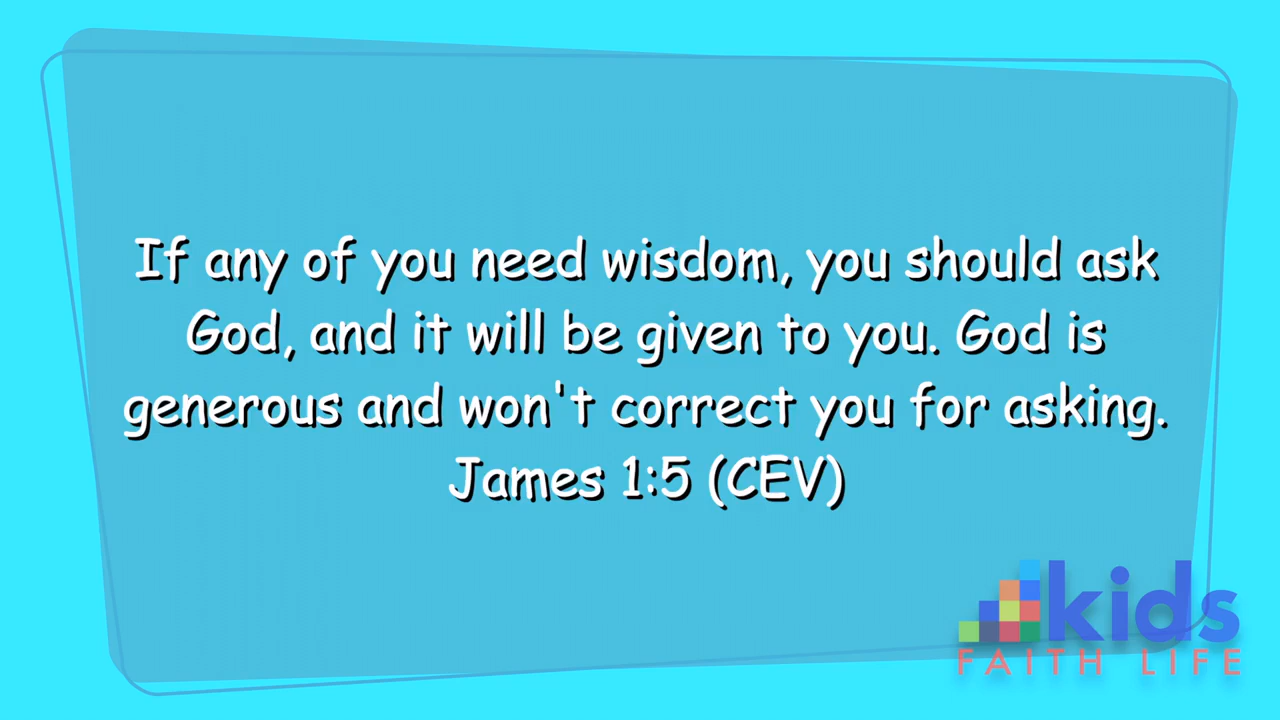 If any of you need wisdom, you should ask
God, and it will be given to you. God is
generous and won't correct you for asking.
James 1:5 (CEV)
kids
FAITH LIFE